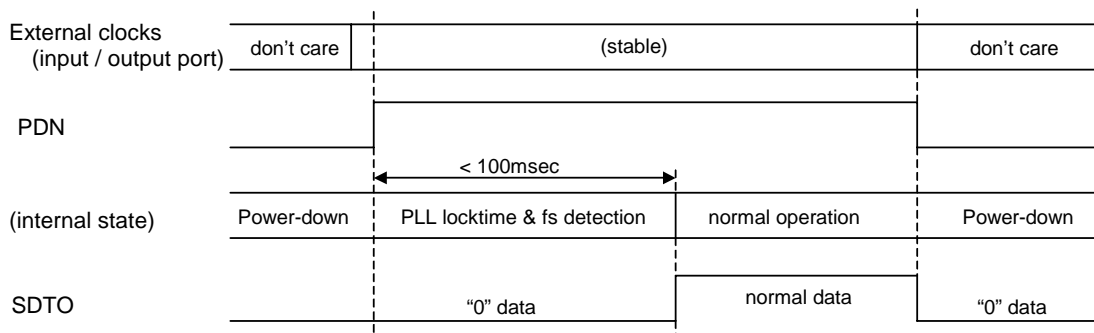 External clocks
(input / output port)
don’t care
(stable)
don’t care
PDN
< 100msec
(internal state)
Power-down
PLL locktime & fs detection
normal operation
Power-down
SDTO
“0” data
normal data
“0” data